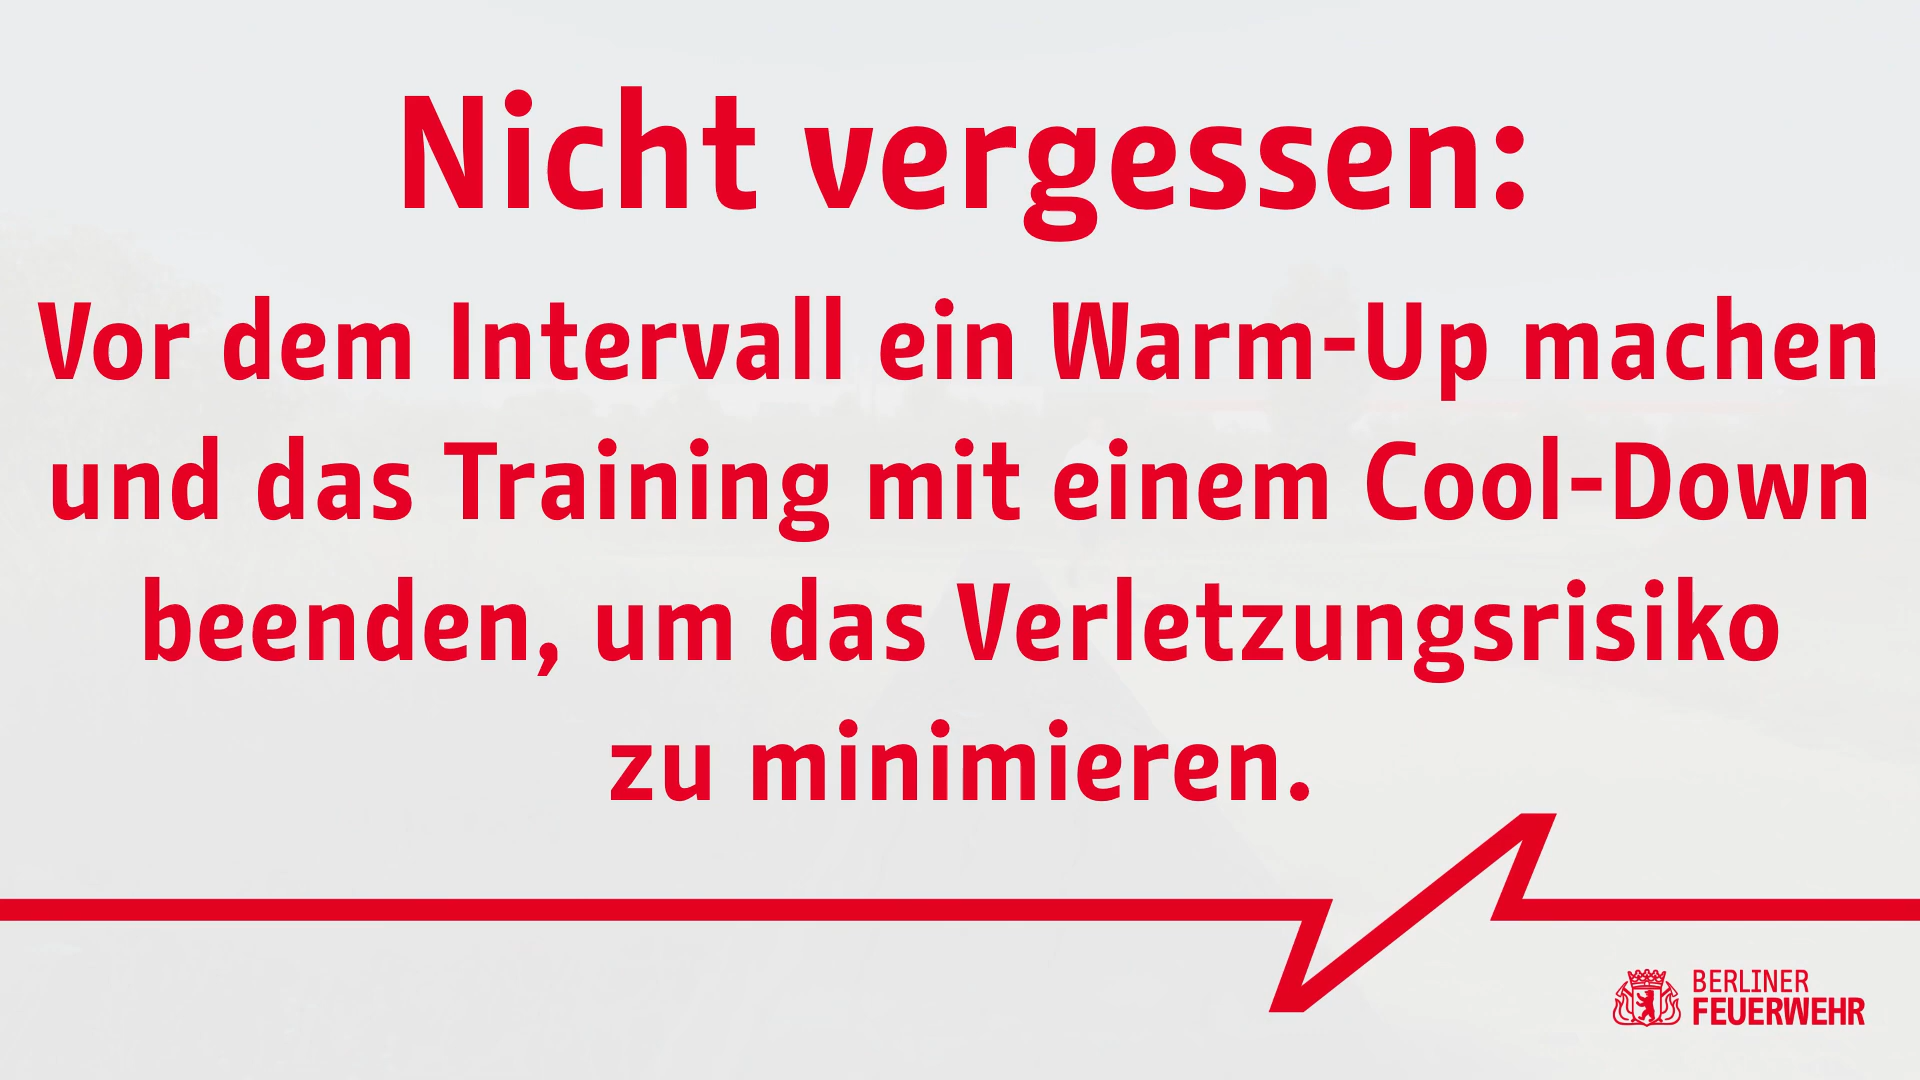 Nicht vergessen:
Vor dem Intervall ein Warm-Up machen
und das Training mit einem Cool-Down
beenden, um das Verletzungsrisiko
zu minimieren.
BERLINER
FEUERWEHR